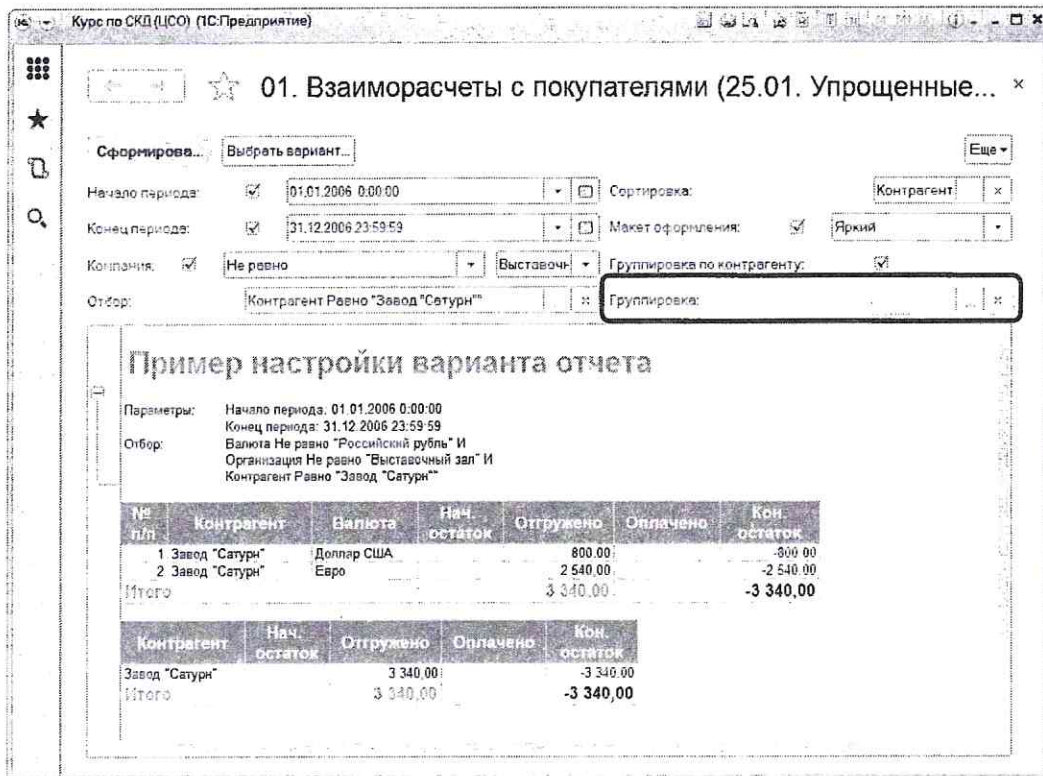 Курс по СКД (ЦСО) (1С:Предприятие)
01. Взаиморасчеты с покупателями (25.01. Упрощенные...
Сформирова... Выбрать вариант... Еще
Начало периода: 01.01.2006 0:00:00 Сортировка: Контрагент
Конец периода: 31.12.2006 23:59:59 Макет оформления: Яркий
Компания: Не равно Выставочн Группировка по контрагенту:
Отбор: Контрагент Равно "Завод "Сатурн"" Группировка:
Пример настройки варианта отчета
Параметры: Начало периода: 01.01.2006 0:00:00
Конец периода: 31.12.2006 23:59:59
Отбор: Валюта Не равно "Российский рубль" И
Организация Не равно "Выставочный зал" И
Контрагент Равно "Завод "Сатурн""
№ п/п Контрагент Валюта Нач. остаток Отгружено Оплачено Кон. остаток
1 Завод "Сатурн" Доллар США 800,00 -800,00
2 Завод "Сатурн" Евро 2 540,00 -2 540,00
Итого 3 340,00 -3 340,00
Контрагент Нач. остаток Отгружено Оплачено Кон. остаток
Завод "Сатурн" 3 340,00 -3 340,00
Итого 3 340,00 -3 340,00